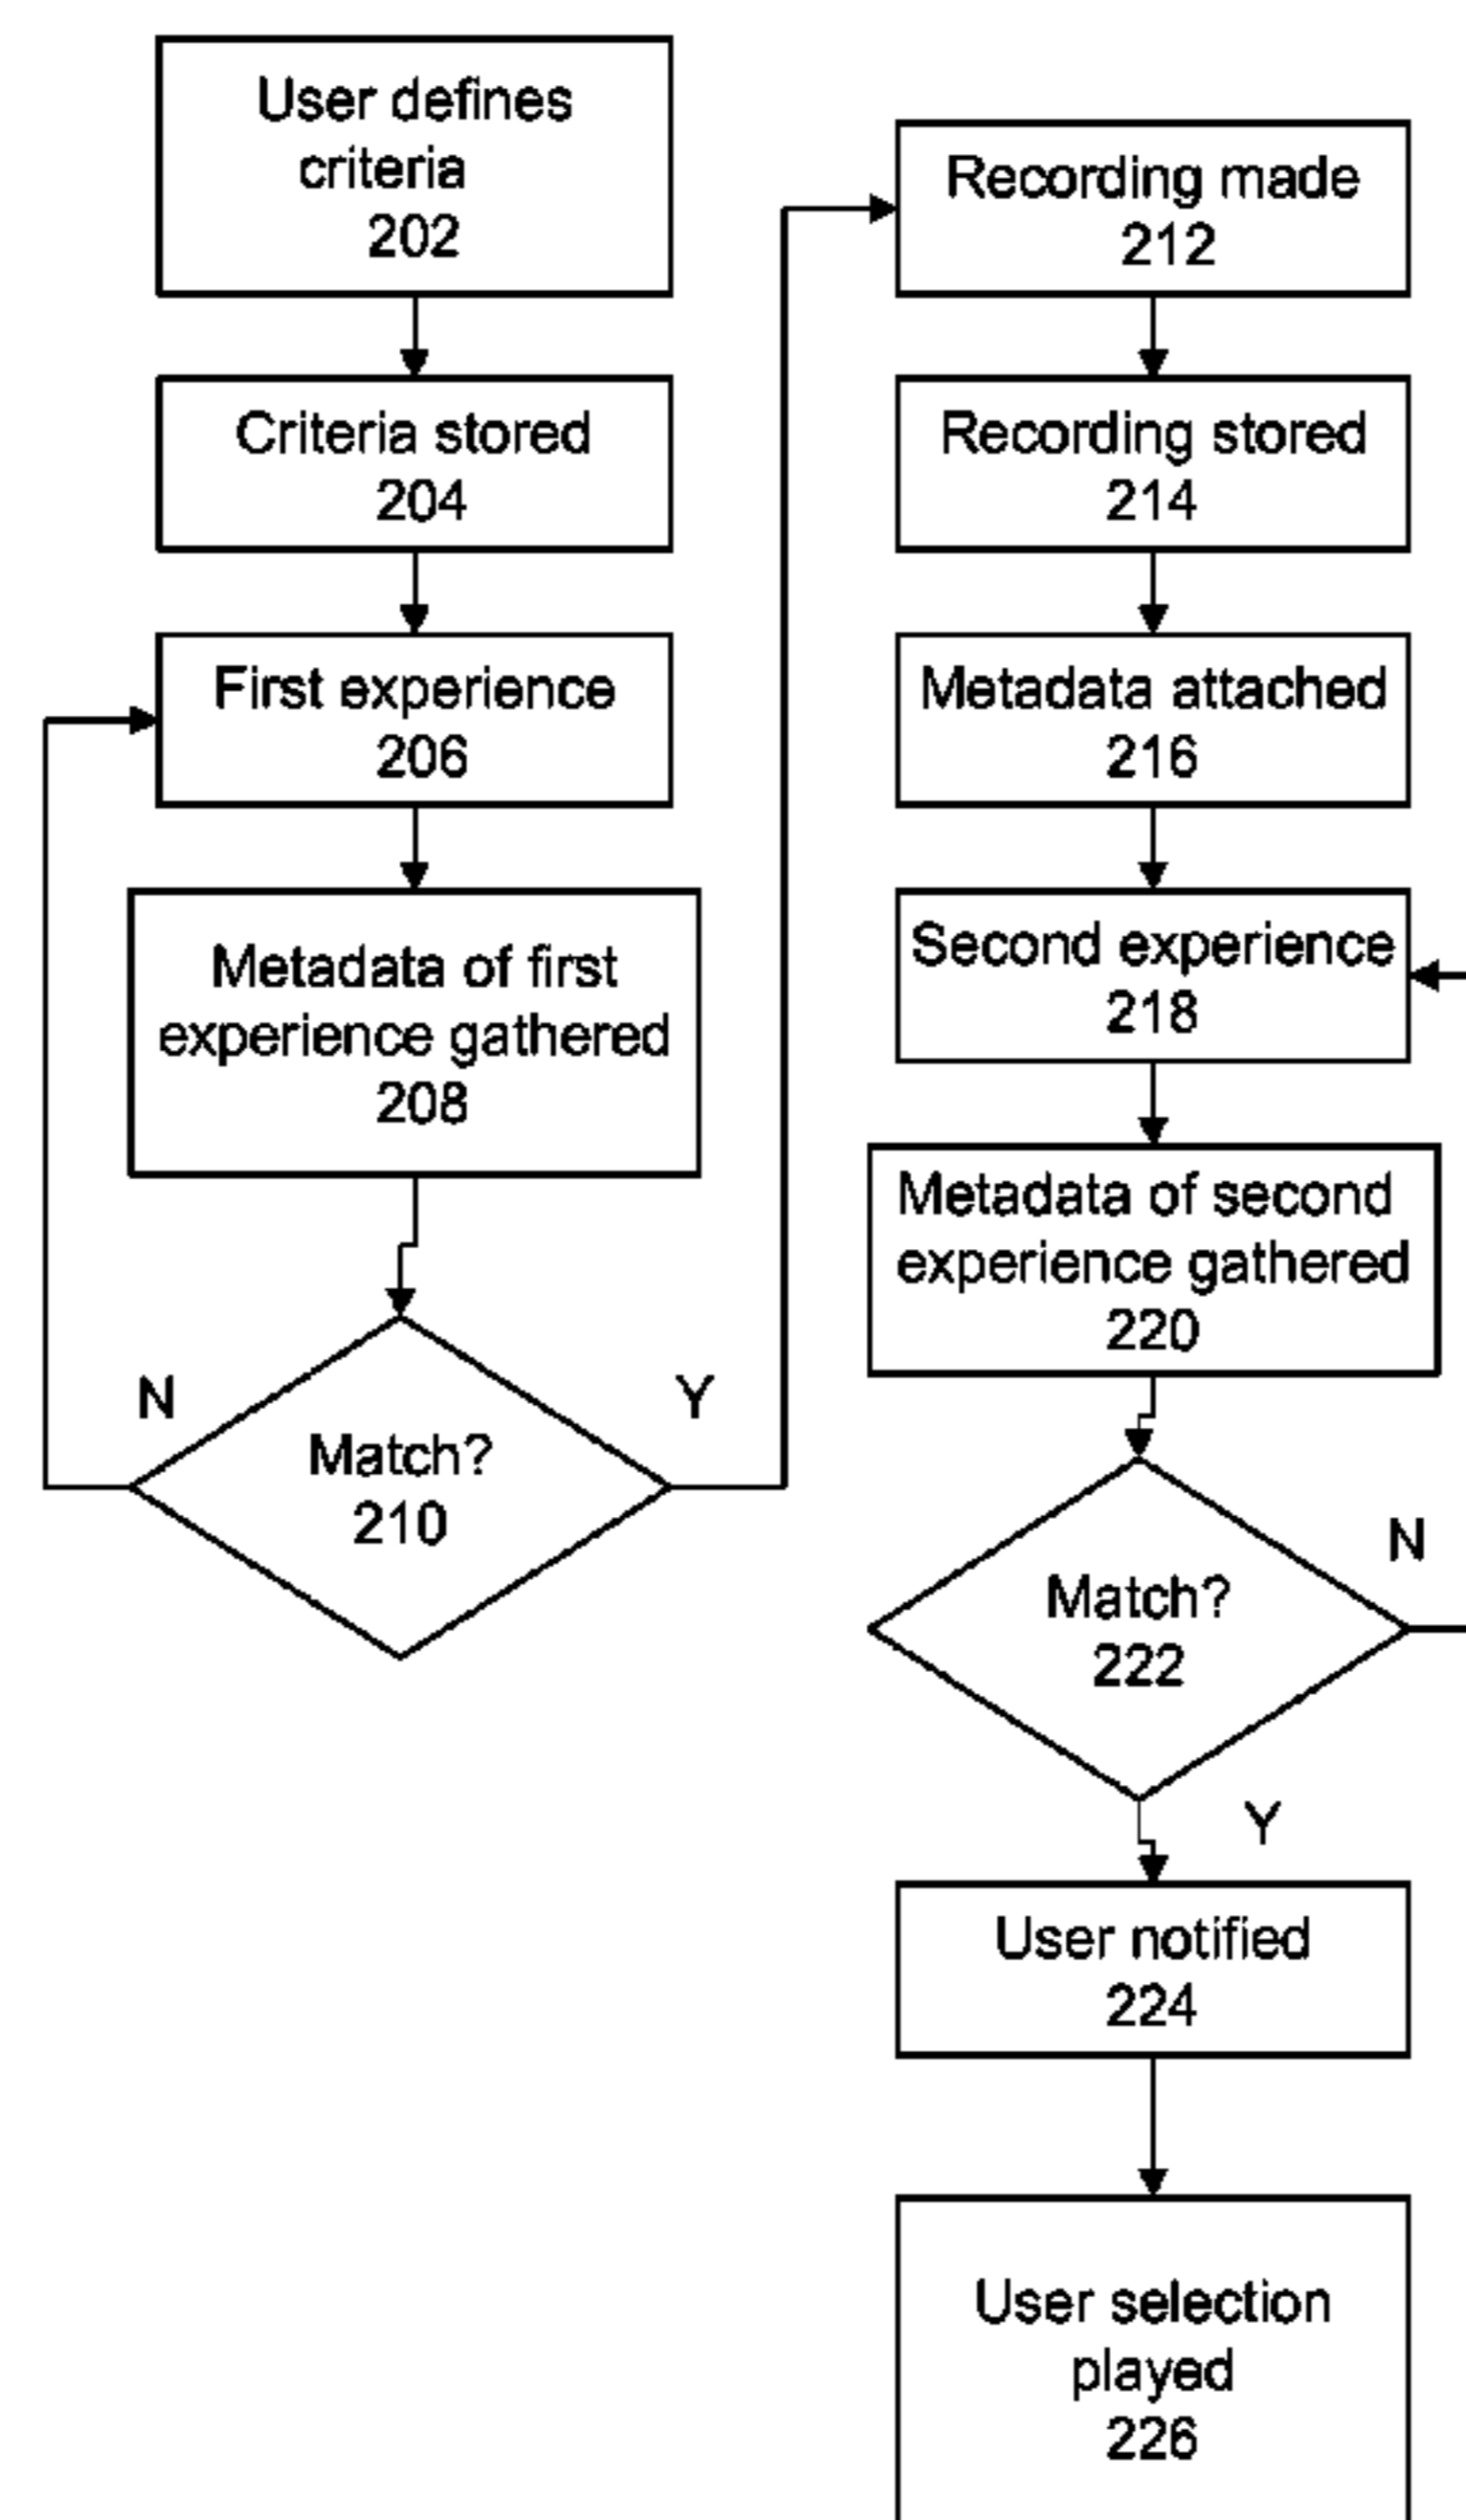 User defines
criteria
202
Criteria stored
204
First experience
206
Metadata of first
experience gathered
208
N
Y
Match?
210
Recording made
212
Recording stored
214
Metadata attached
216
Second experience
218
Metadata of second
experience gathered
220
N
Match?
222
Y
User notified
224
User selection
played
226